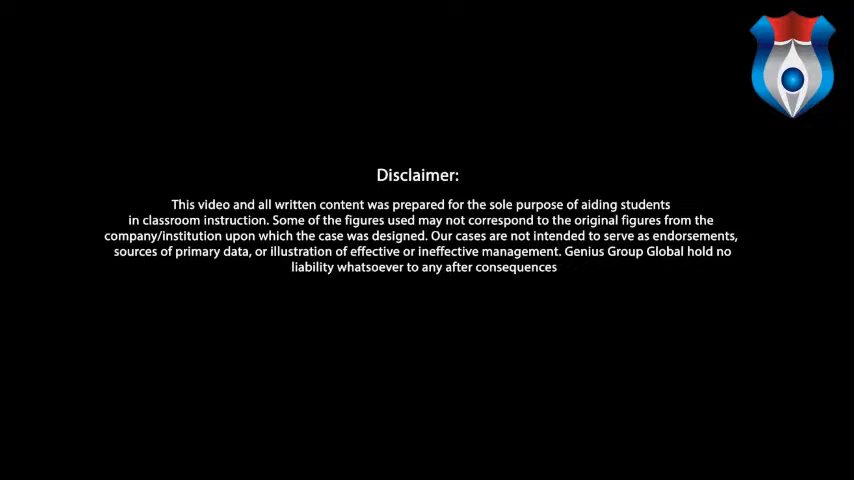 Disclaimer:
This video and all written content was prepared for the sole purpose of aiding students
in classroom instruction. Some of the figures used may not correspond to the original figures from the
company/institution upon which the case was designed. Our cases are not intended to serve as endorsements,
sources of primary data, or illustration of effective or ineffective management. Genius Group Global hold no
liability whatsoever to any after consequences